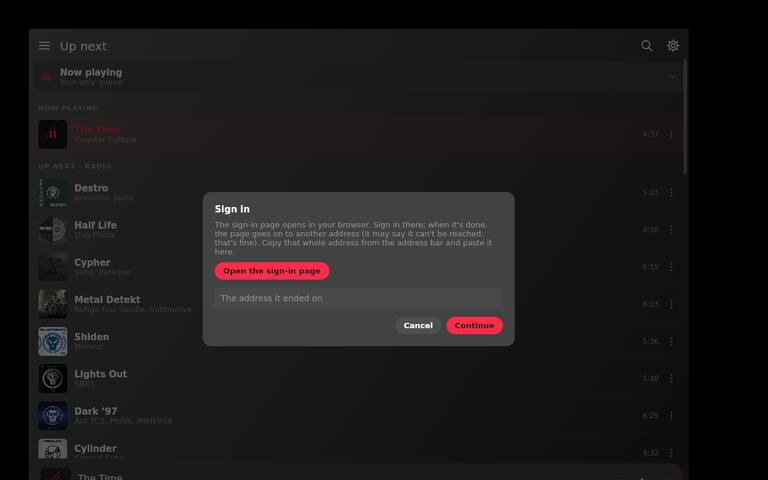 Up next
Now playing
Your only queue
NOW PLAYING
The Time
Counter Culture
4:37
UP NEXT · RADIO
Destro
Gremlinz, Jesta
5:23
Half Life
Dub Phizix
4:58
Cypher
Seba, Paradox
6:15
Metal Detekt
Rufige Kru, Goldie, Submotive
6:03
Shiden
Mineral
5:36
Lights Out
SB81
5:48
Dark '97
Ant TC1, Philth, IMMERSE
6:29
Cylinder
4:32
The Time
Sign in
The sign-in page opens in your browser. Sign in there; when it's done,
the page goes on to another address (it may say it can't be reached:
that's fine). Copy that whole address from the address bar and paste it
here.
Open the sign-in page
The address it ended on
Cancel
Continue